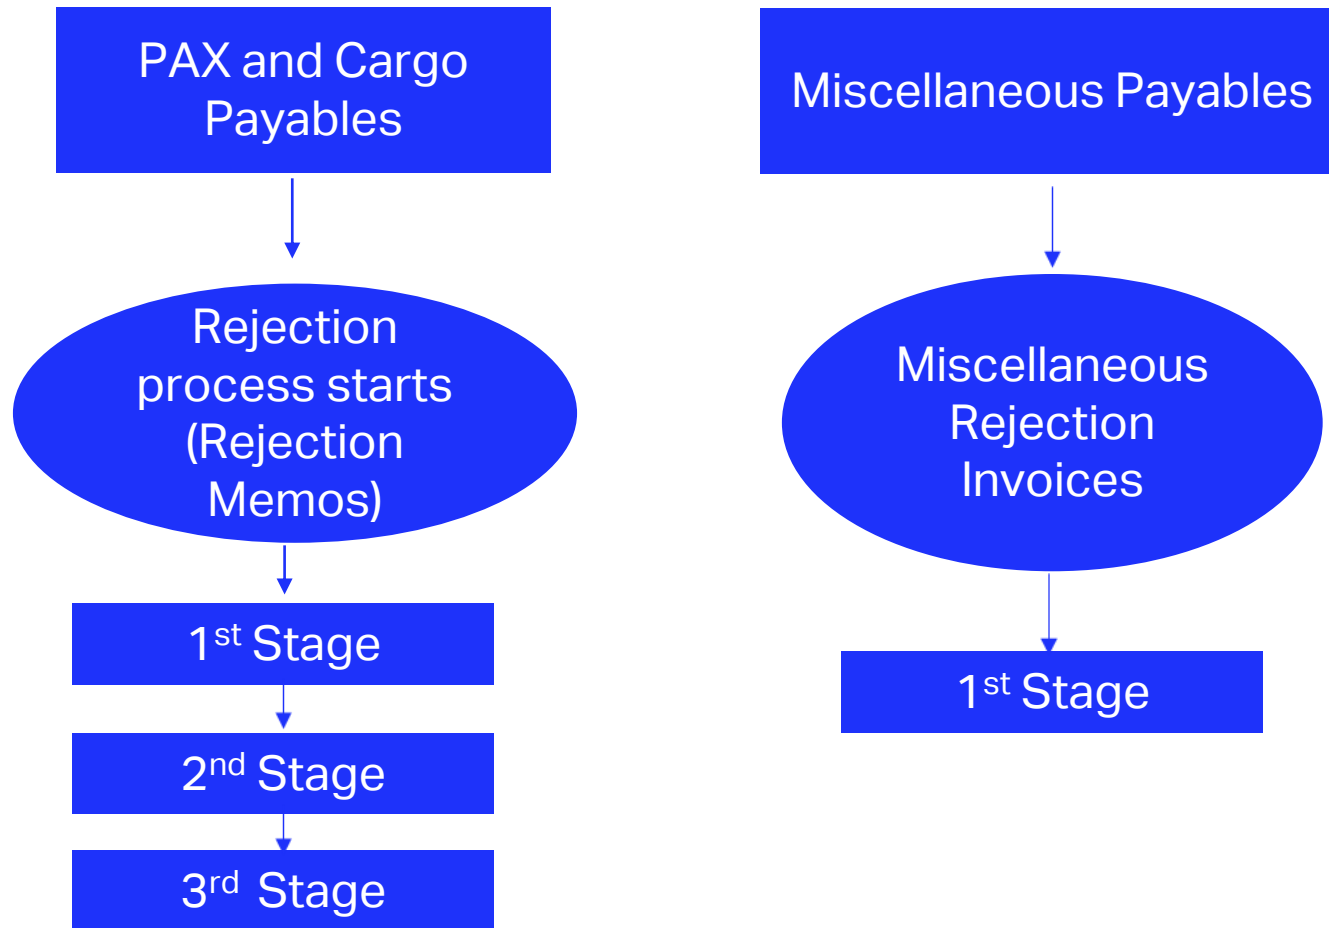 PAX and Cargo
Payables
Rejection
process starts
(Rejection
Memos)
1st Stage
2nd Stage
3rd Stage
Miscellaneous Payables
Miscellaneous
Rejection
Invoices
1st Stage